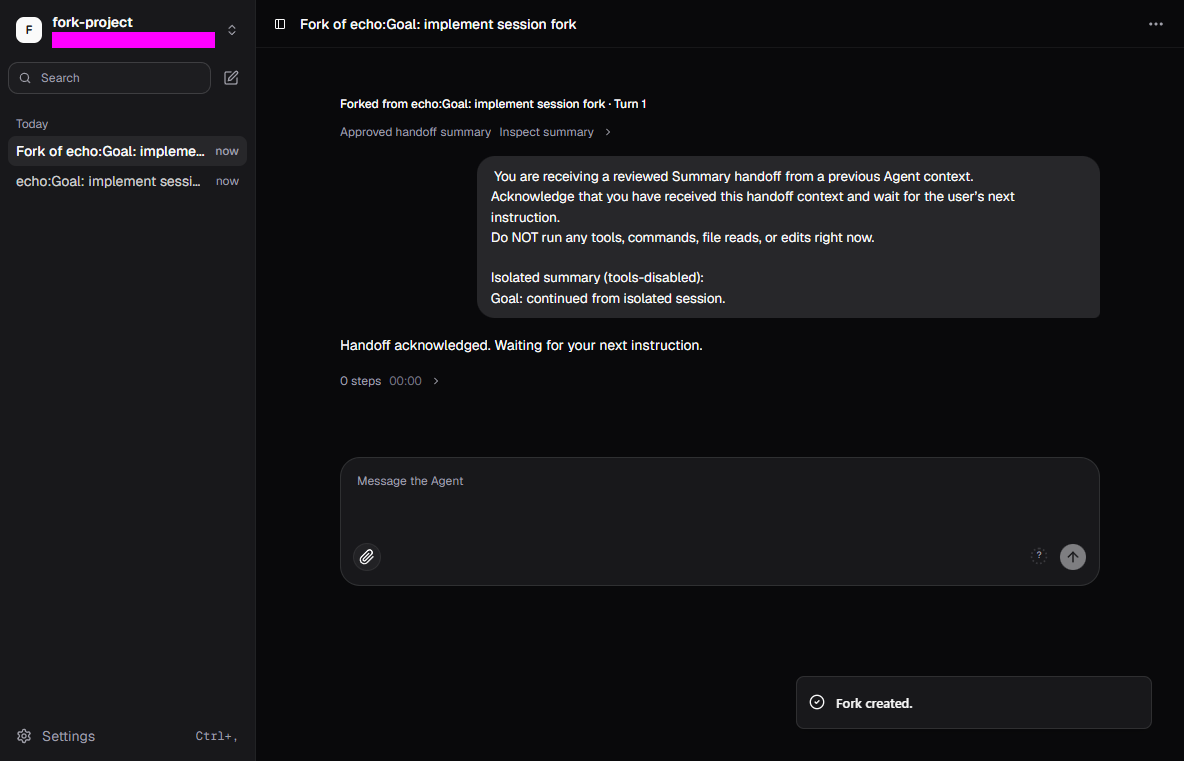 F
fork-project
Search
Today
Fork of echo:Goal: impleme... now
echo:Goal: implement sessi... now
Settings Ctrl+,
Fork of echo:Goal: implement session fork
Forked from echo:Goal: implement session fork · Turn 1
Approved handoff summary Inspect summary
You are receiving a reviewed Summary handoff from a previous Agent context.
Acknowledge that you have received this handoff context and wait for the user's next
instruction.
Do NOT run any tools, commands, file reads, or edits right now.
Isolated summary (tools-disabled):
Goal: continued from isolated session.
Handoff acknowledged. Waiting for your next instruction.
0 steps 00:00
Message the Agent
?
Fork created.